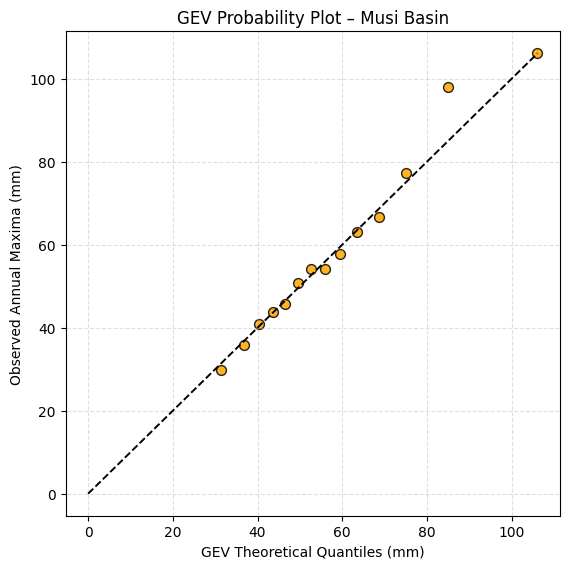 GEV Probability Plot – Musi Basin
Observed Annual Maxima (mm)
100
80
60
40
20
0
0 20 40 60 80 100
GEV Theoretical Quantiles (mm)